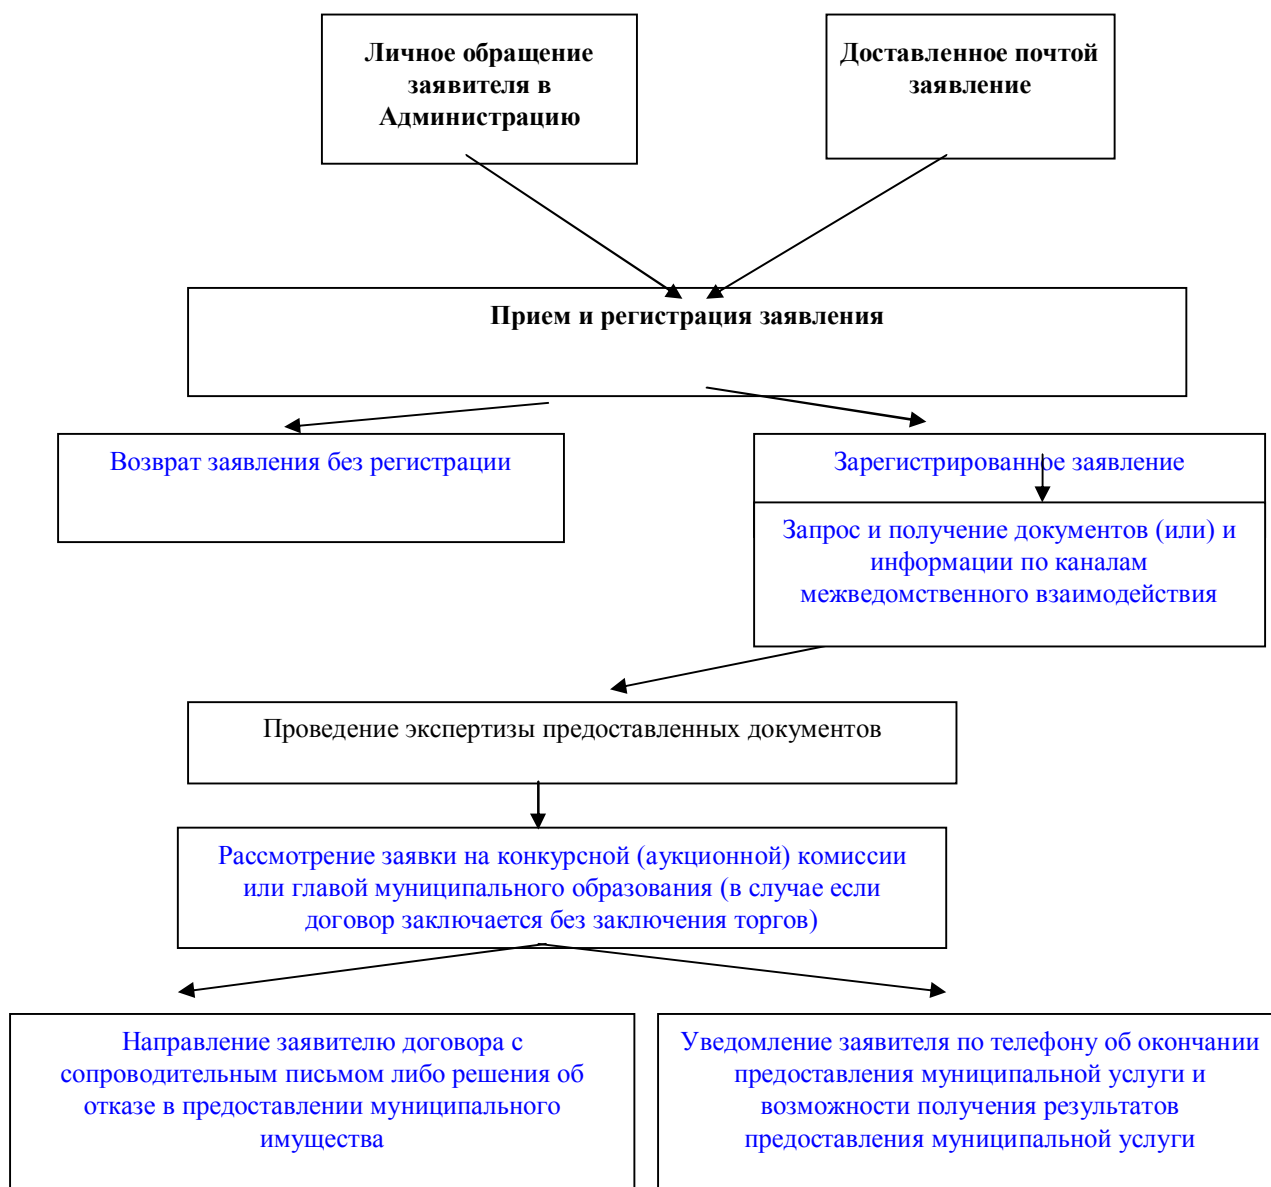 Личное обращение
заявителя в
Администрацию
Доставленное почтой
заявление
Прием и регистрация заявления
Возврат заявления без регистрации
Зарегистрированное заявление
Запрос и получение документов (или) и
информации по каналам
межведомственного взаимодействия
Проведение экспертизы предоставленных документов
Рассмотрение заявки на конкурсной (аукционной) комиссии
или главой муниципального образования (в случае если
договор заключается без заключения торгов)
Направление заявителю договора с
сопроводительным письмом либо решения об
отказе в предоставлении муниципального
имущества
Уведомление заявителя по телефону об окончании
предоставления муниципальной услуги и
возможности получения результатов
предоставления муниципальной услуги